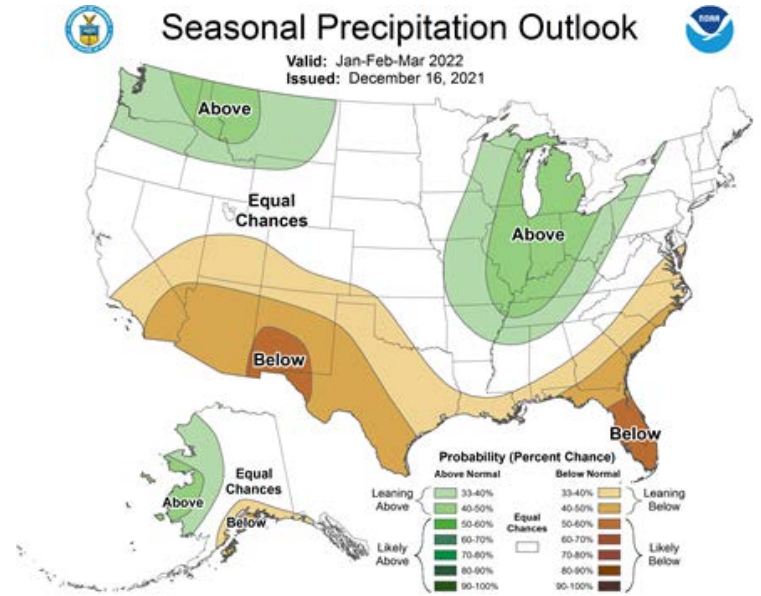 Seasonal Precipitation Outlook
NOAA
Valid: Jan-Feb-Mar 2022
Issued: December 16, 2021
Above
Equal
Chances
Above
Below
Below
Above
Equal
Chances
Below
Probability (Percent Chance)
Above Normal
Below Normal
Leaning
Above
33-40%
40-50%
Likely
Above
50-60%
60-70%
70-80%
80-90%
90-100%
Equal
Chances
33-40%
40-50%
Leaning
Below
50-60%
60-70%
70-80%
80-90%
90-100%
Likely
Below